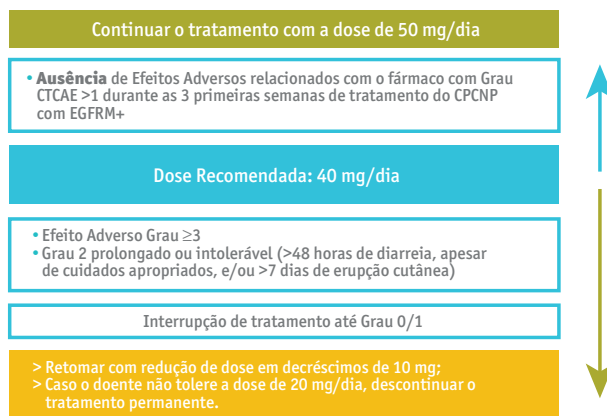 Continuar o tratamento com a dose de 50 mg/dia
• Ausência de Efeitos Adversos relacionados com o fármaco com Grau
CTCAE >1 durante as 3 primeiras semanas de tratamento do CPCNP
com EGFRM+
Dose Recomendada: 40 mg/dia
• Efeito Adverso Grau ≥3
• Grau 2 prolongado ou intolerável (>48 horas de diarreia, apesar
de cuidados apropriados, e/ou >7 dias de erupção cutânea)
Interrupção de tratamento até Grau 0/1
> Retomar com redução de dose em decréscimos de 10 mg;
> Caso o doente não tolere a dose de 20 mg/dia, descontinuar o
tratamento permanente.